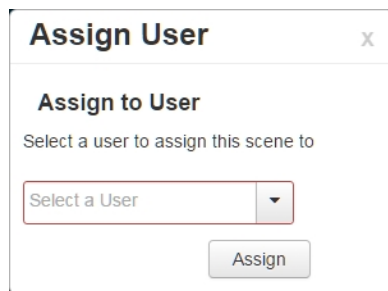 Assign User
x
Assign to User
Select a user to assign this scene to
Select a User
Assign